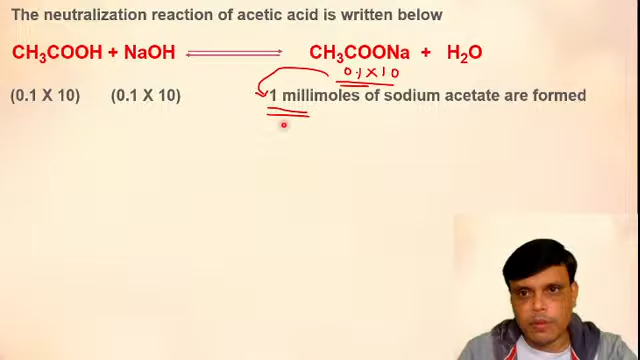 The neutralization reaction of acetic acid is written below
CH₃COOH + NaOH ⇌ CH₃COONa + H₂O
0.1 X 10
(0.1 X 10) (0.1 X 10) 1 millimoles of sodium acetate are formed